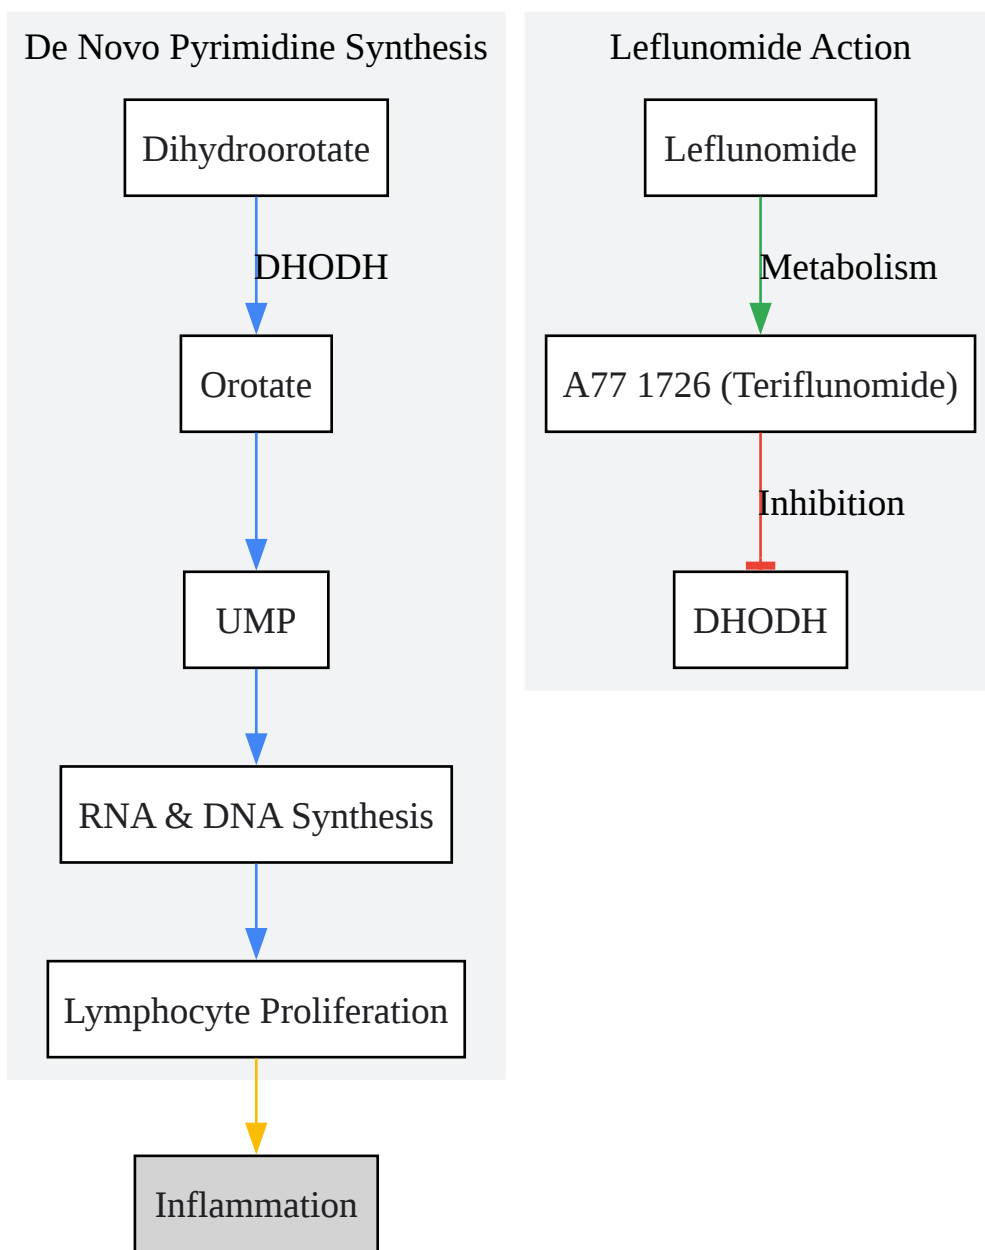 De Novo Pyrimidine Synthesis
Dihydroorotate
DHODH
Orotate
UMP
RNA & DNA Synthesis
Lymphocyte Proliferation
Inflammation
Leflunomide Action
Leflunomide
Metabolism
A77 1726 (Teriflunomide)
Inhibition
DHODH